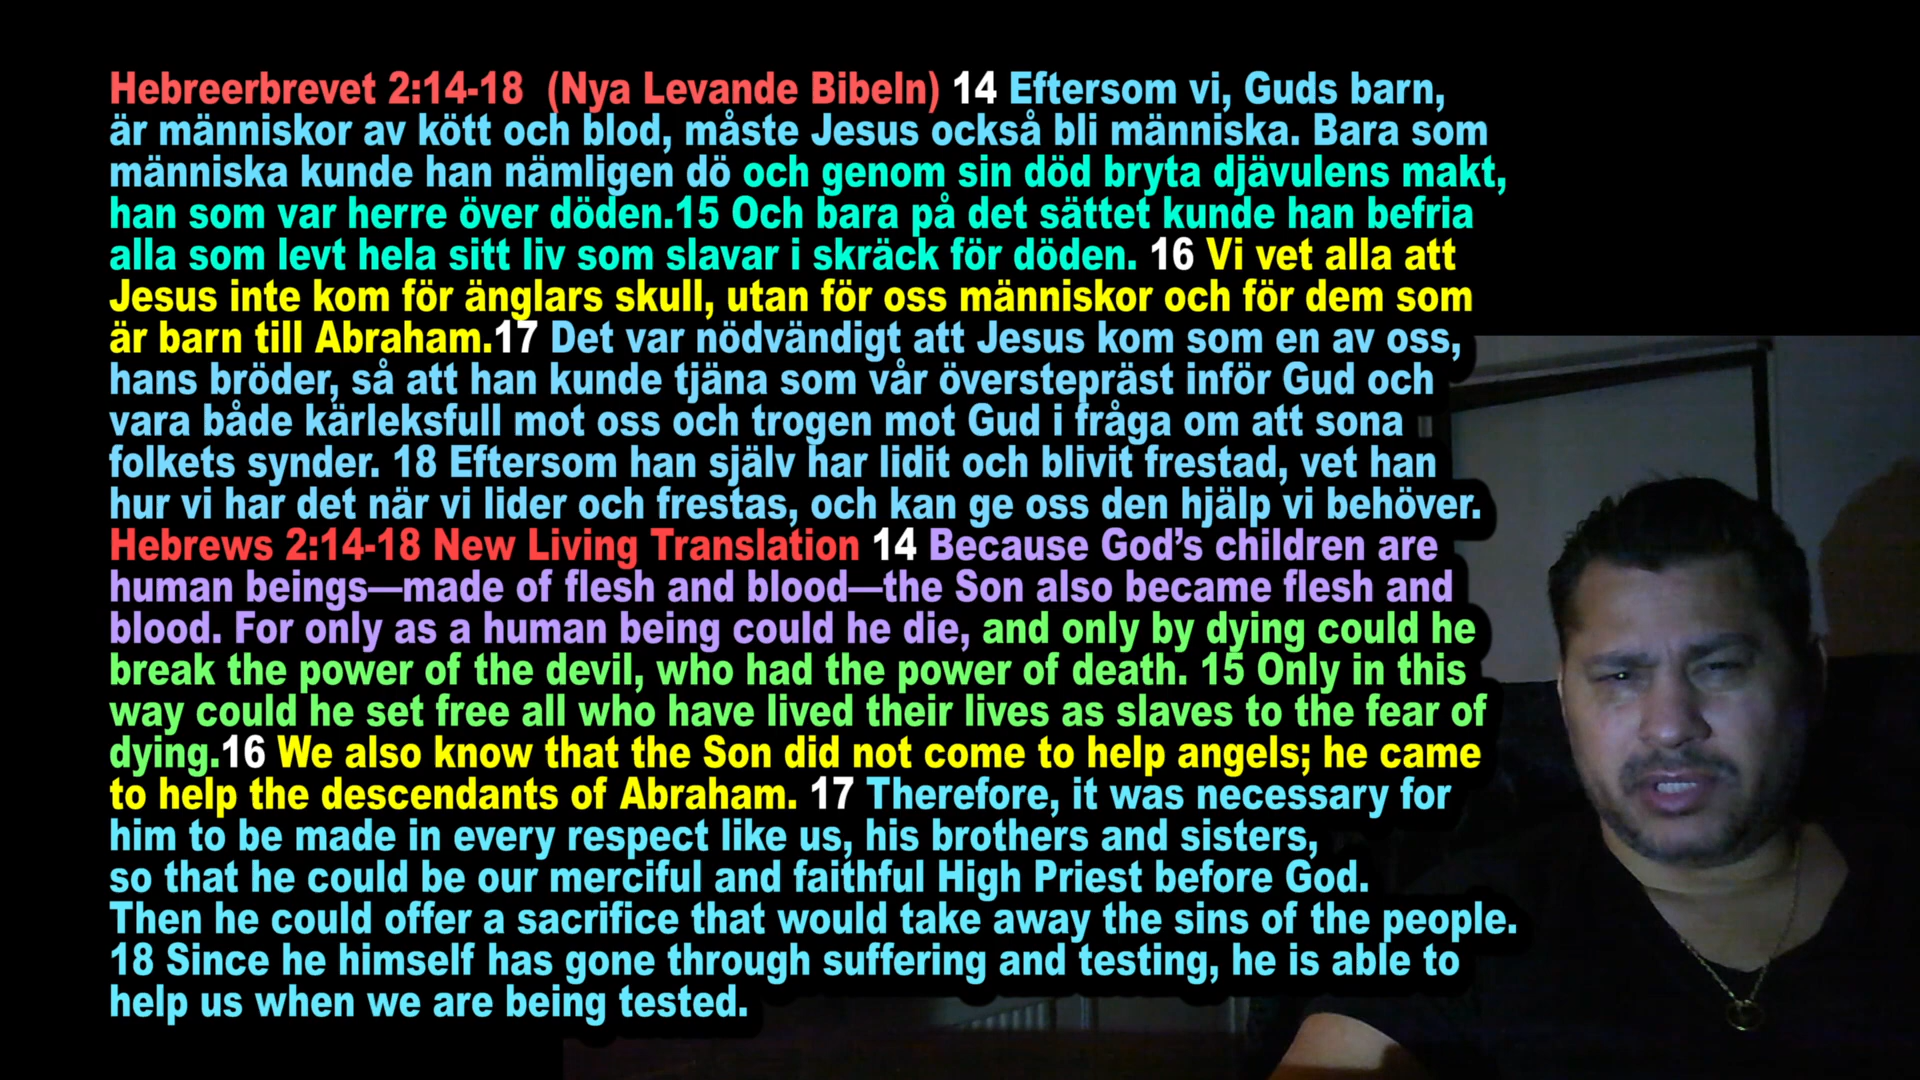 Hebreerbrevet 2:14-18  (Nya Levande Bibeln) 14 Eftersom vi, Guds barn,
är människor av kött och blod, måste Jesus också bli människa. Bara som
människa kunde han nämligen dö och genom sin död bryta djävulens makt,
han som var herre över döden.15 Och bara på det sättet kunde han befria
alla som levt hela sitt liv som slavar i skräck för döden. 16 Vi vet alla att
Jesus inte kom för änglars skull, utan för oss människor och för dem som
är barn till Abraham.17 Det var nödvändigt att Jesus kom som en av oss,
hans bröder, så att han kunde tjäna som vår överstepräst inför Gud och
vara både kärleksfull mot oss och trogen mot Gud i fråga om att sona
folkets synder. 18 Eftersom han själv har lidit och blivit frestad, vet han
hur vi har det när vi lider och frestas, och kan ge oss den hjälp vi behöver.
Hebrews 2:14-18 New Living Translation 14 Because God’s children are
human beings—made of flesh and blood—the Son also became flesh and
blood. For only as a human being could he die, and only by dying could he
break the power of the devil, who had the power of death. 15 Only in this
way could he set free all who have lived their lives as slaves to the fear of
dying.16 We also know that the Son did not come to help angels; he came
to help the descendants of Abraham. 17 Therefore, it was necessary for
him to be made in every respect like us, his brothers and sisters,
so that he could be our merciful and faithful High Priest before God.
Then he could offer a sacrifice that would take away the sins of the people.
18 Since he himself has gone through suffering and testing, he is able to
help us when we are being tested.